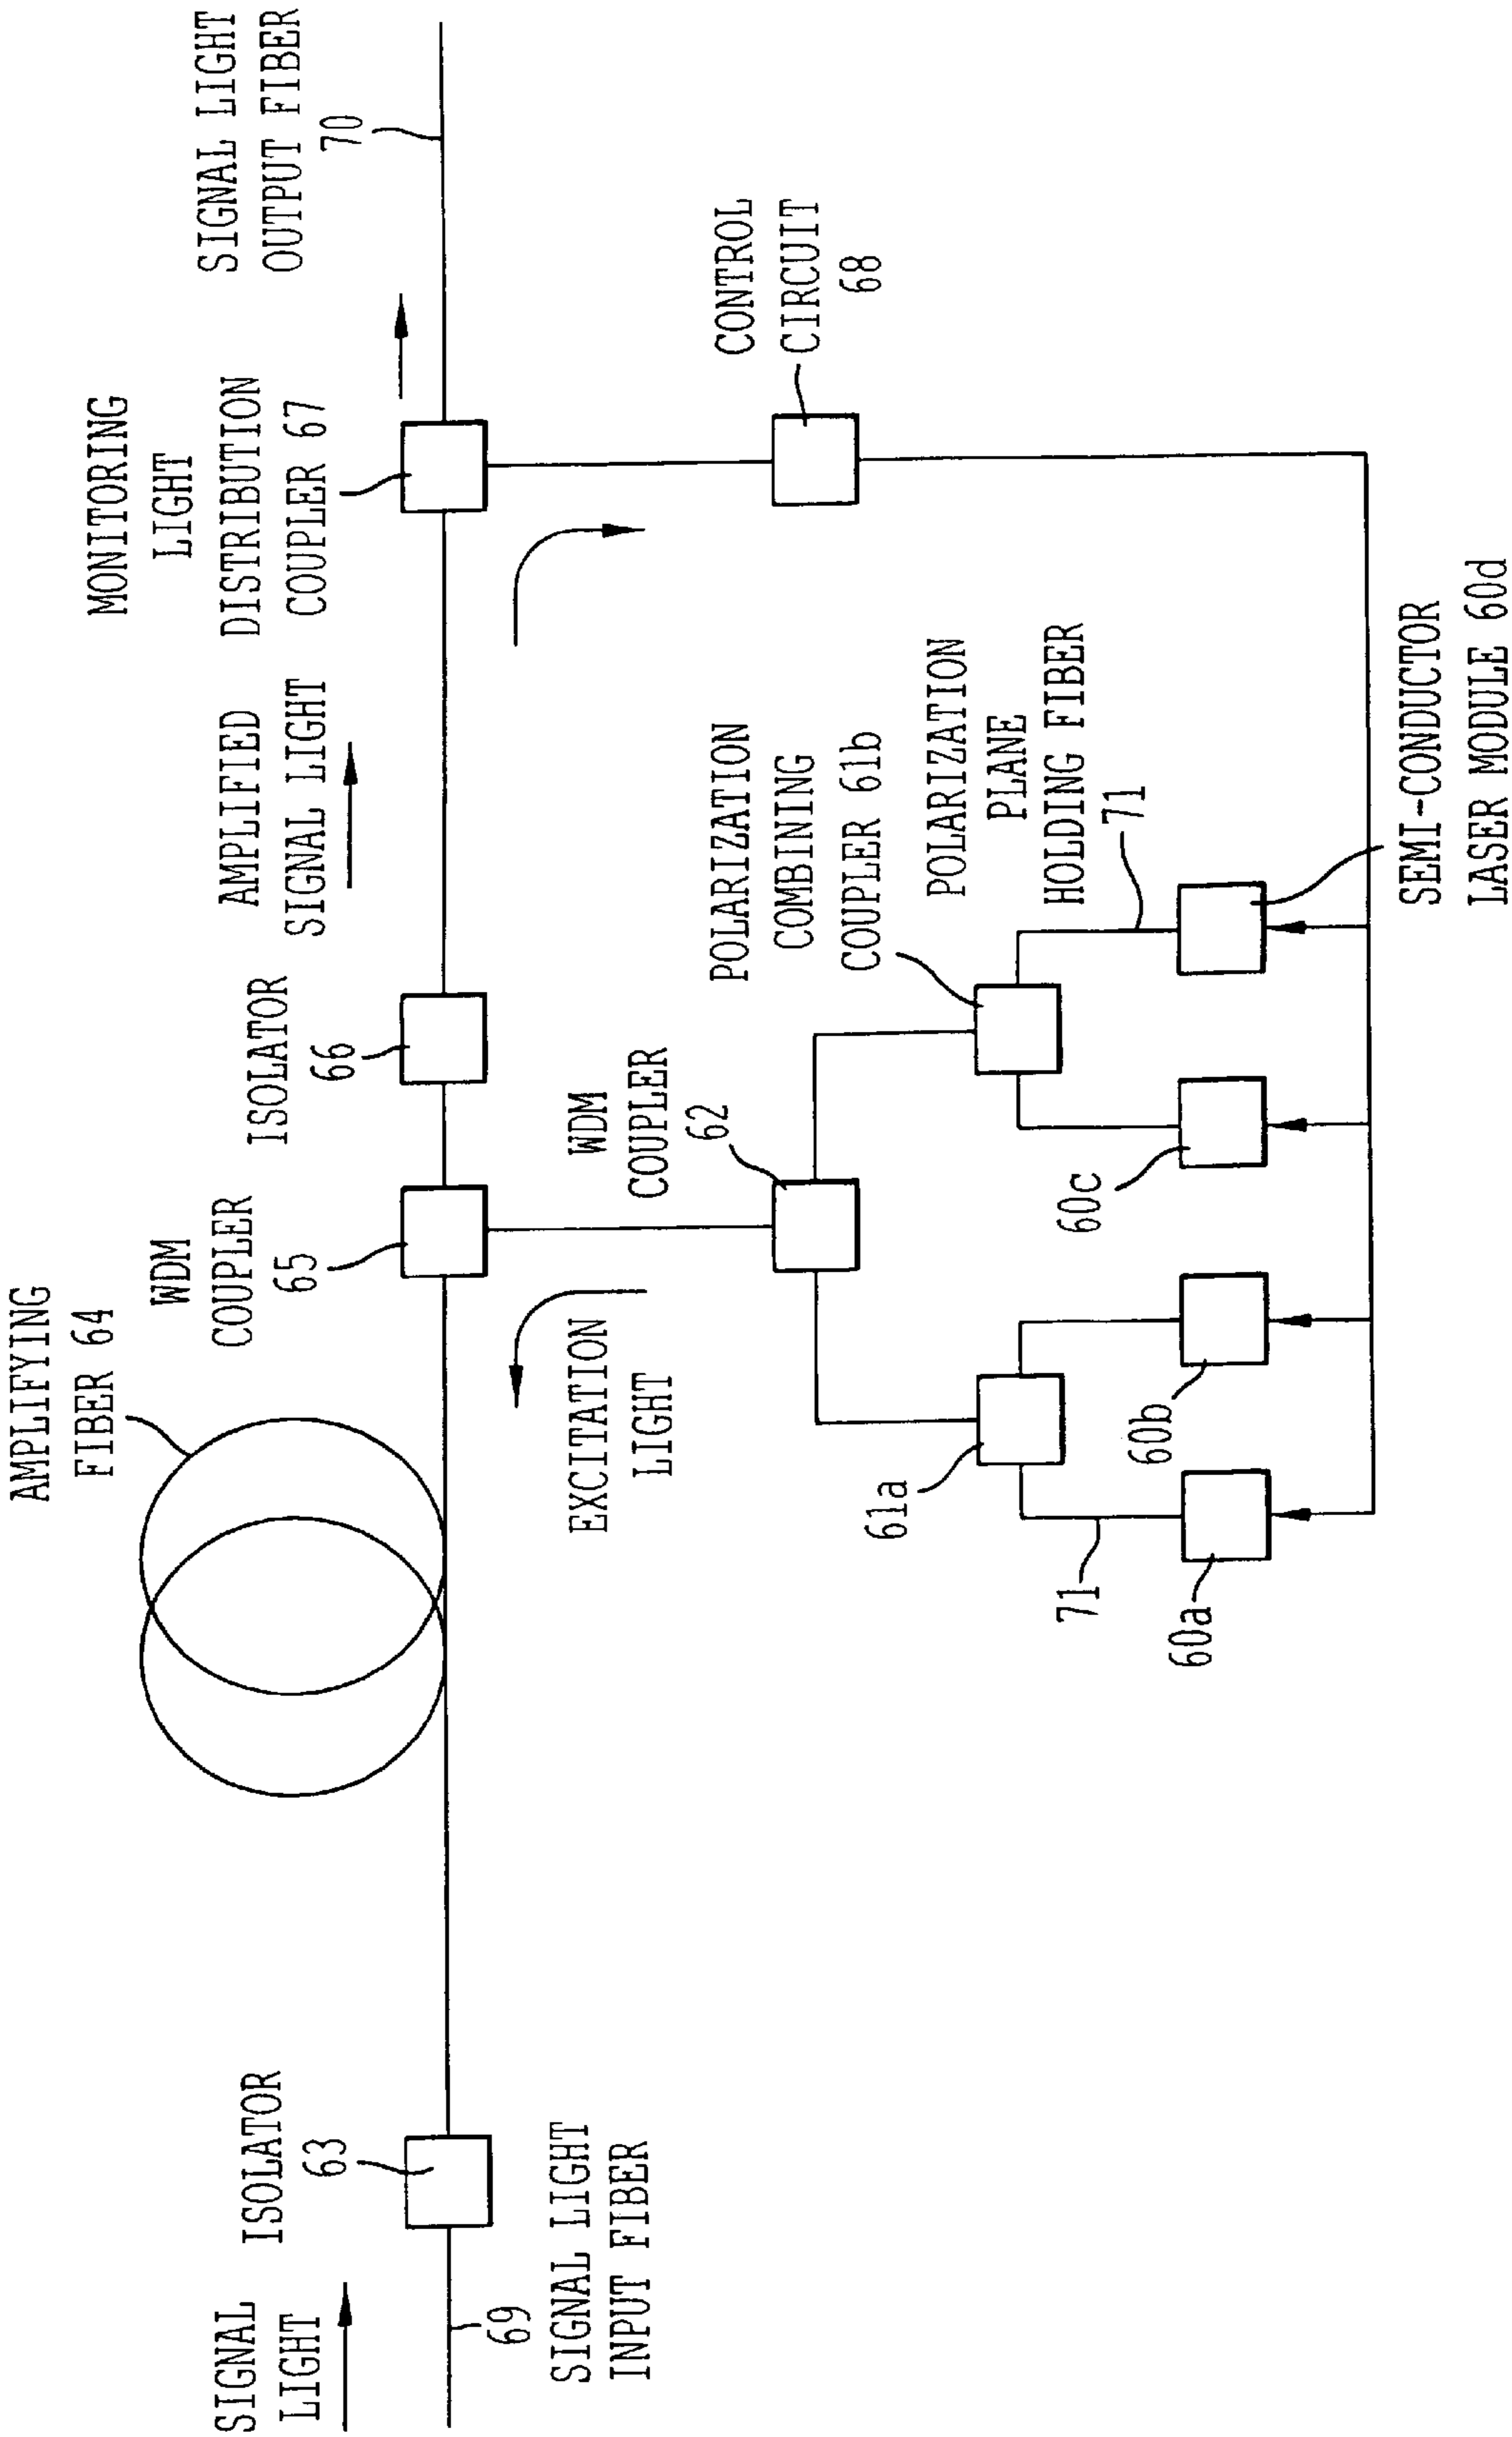 SIGNAL
LIGHT
ISOLATOR
63
69
SIGNAL LIGHT
INPUT FIBER
AMPLIFYING
FIBER 64
WDM
COUPLER
65
ISOLATOR
66
AMPLIFIED
SIGNAL LIGHT
MONITORING
LIGHT
DISTRIBUTION
COUPLER 67
SIGNAL LIGHT
OUTPUT FIBER
70
EXCITATION
LIGHT
WDM
COUPLER
62
CONTROL
CIRCUIT
68
POLARIZATION
COMBINING
COUPLER 61b
61a
POLARIZATION
PLANE
HOLDING FIBER
71
71
60a
60b
60c
SEMI-CONDUCTOR
LASER MODULE 60d